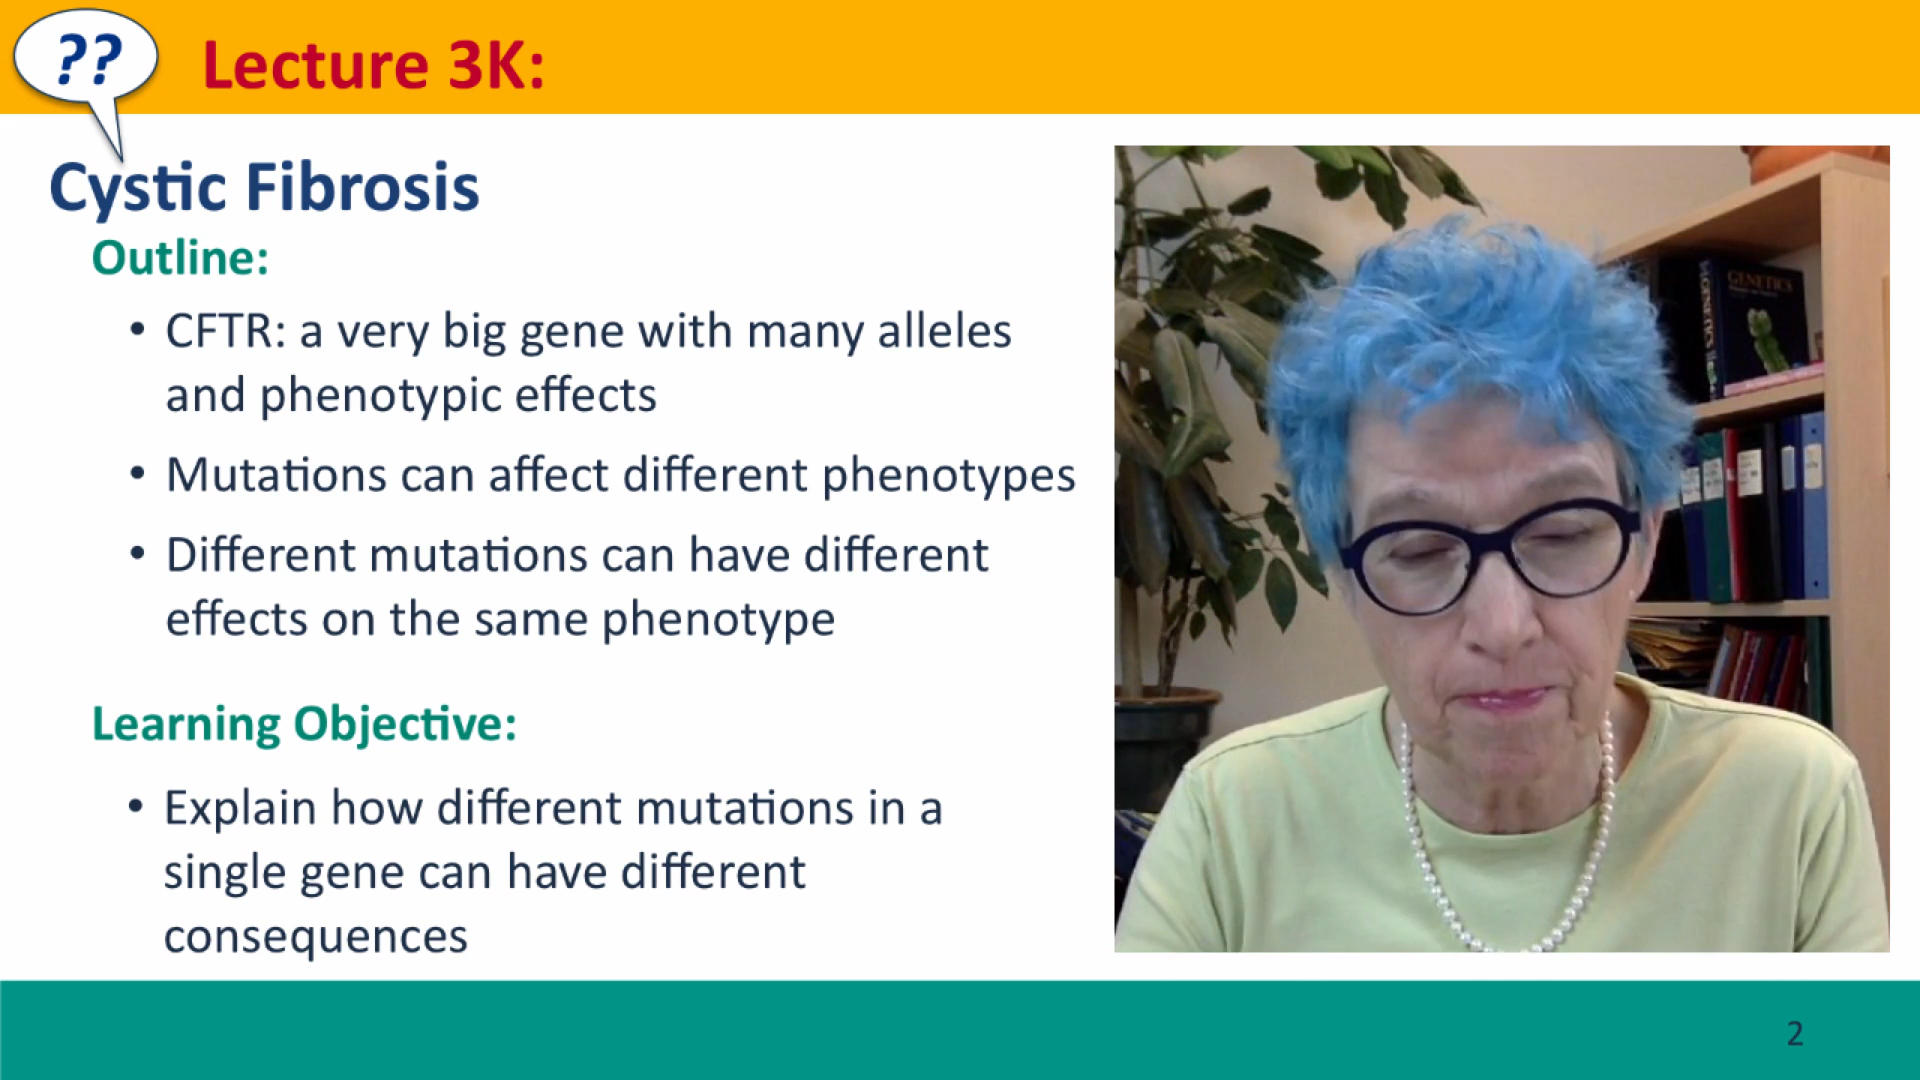 ??
Lecture 3K:
Cystic Fibrosis
Outline:
• CFTR: a very big gene with many alleles
and phenotypic effects
• Mutations can affect different phenotypes
• Different mutations can have different
effects on the same phenotype
Learning Objective:
• Explain how different mutations in a
single gene can have different
consequences
GENETICS
2